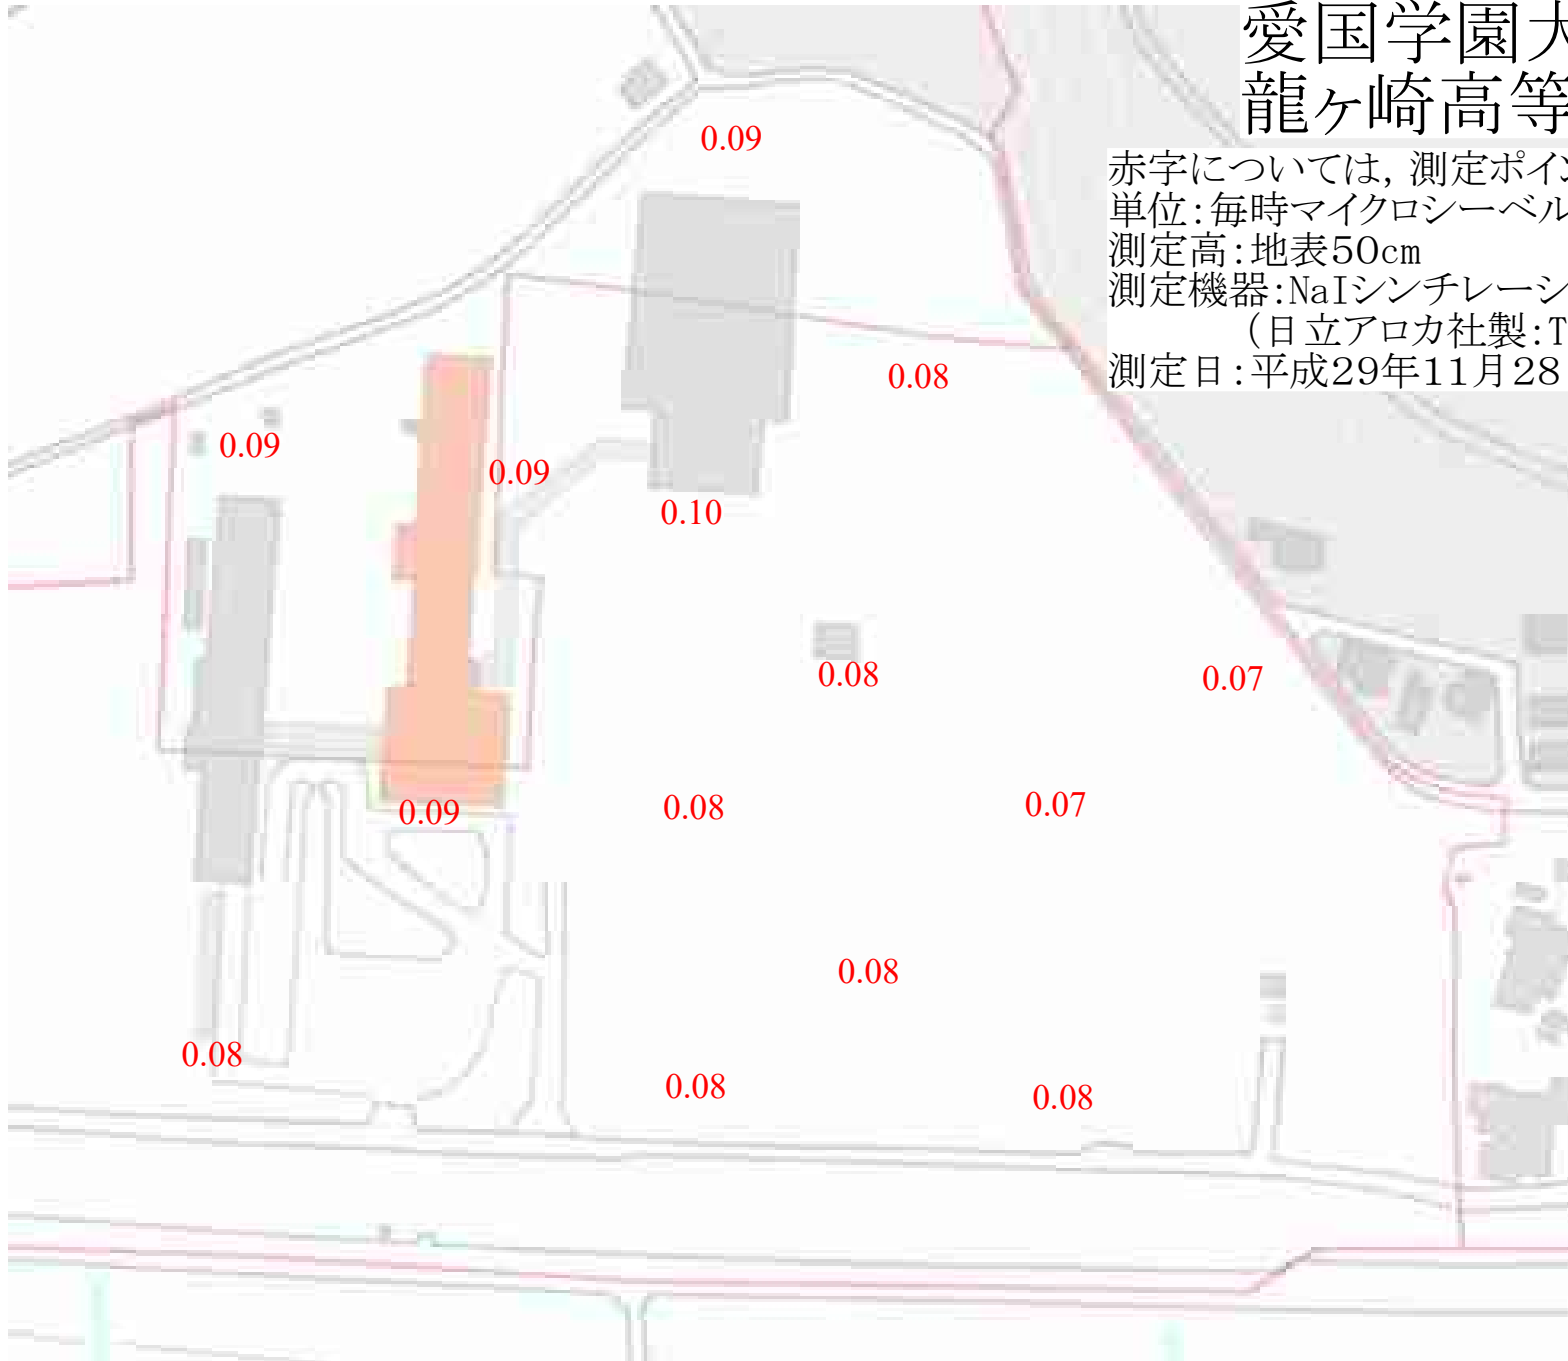 愛国学園大
龍ヶ崎高等
赤字については，測定ポイン
単位：毎時マイクロシーベル
測定高：地表50cm
測定機器：NaIシンチレーシ
（日立アロカ社製：T
測定日：平成29年11月28
0.09
0.08
0.09
0.09
0.10
0.08
0.07
0.09
0.08
0.07
0.08
0.08
0.08
0.08